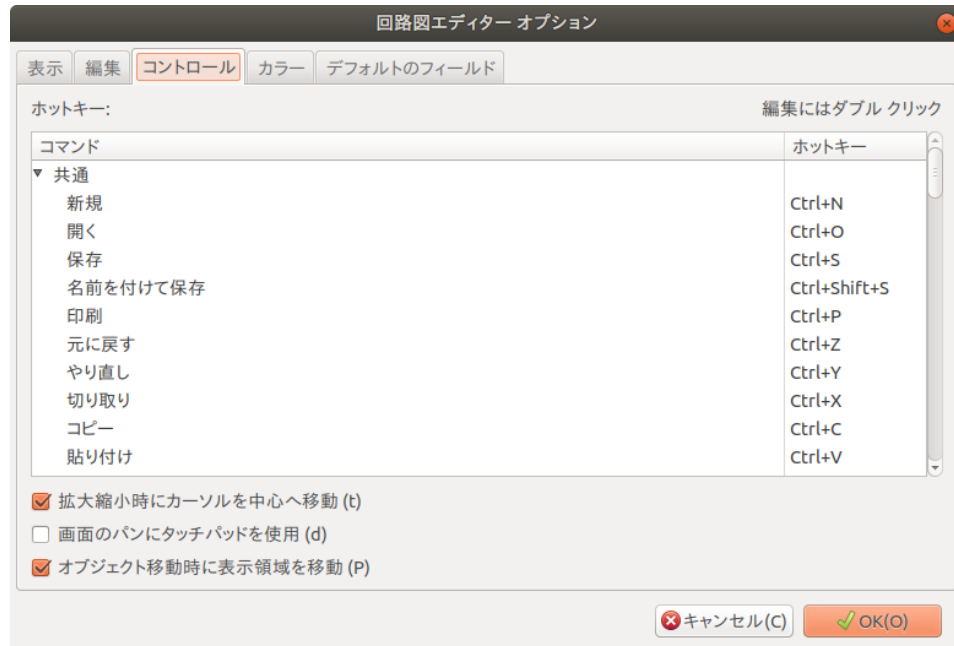 回路図エディター オプション
表示 編集 コントロール カラー デフォルトのフィールド
ホットキー: 編集にはダブル クリック
コマンド ホットキー
共通
新規 Ctrl+N
開く Ctrl+O
保存 Ctrl+S
名前を付けて保存 Ctrl+Shift+S
印刷 Ctrl+P
元に戻す Ctrl+Z
やり直し Ctrl+Y
切り取り Ctrl+X
コピー Ctrl+C
貼り付け Ctrl+V
拡大縮小時にカーソルを中心へ移動 (t)
画面のパンにタッチパッドを使用 (d)
オブジェクト移動時に表示領域を移動 (P)
キャンセル(C) OK(O)